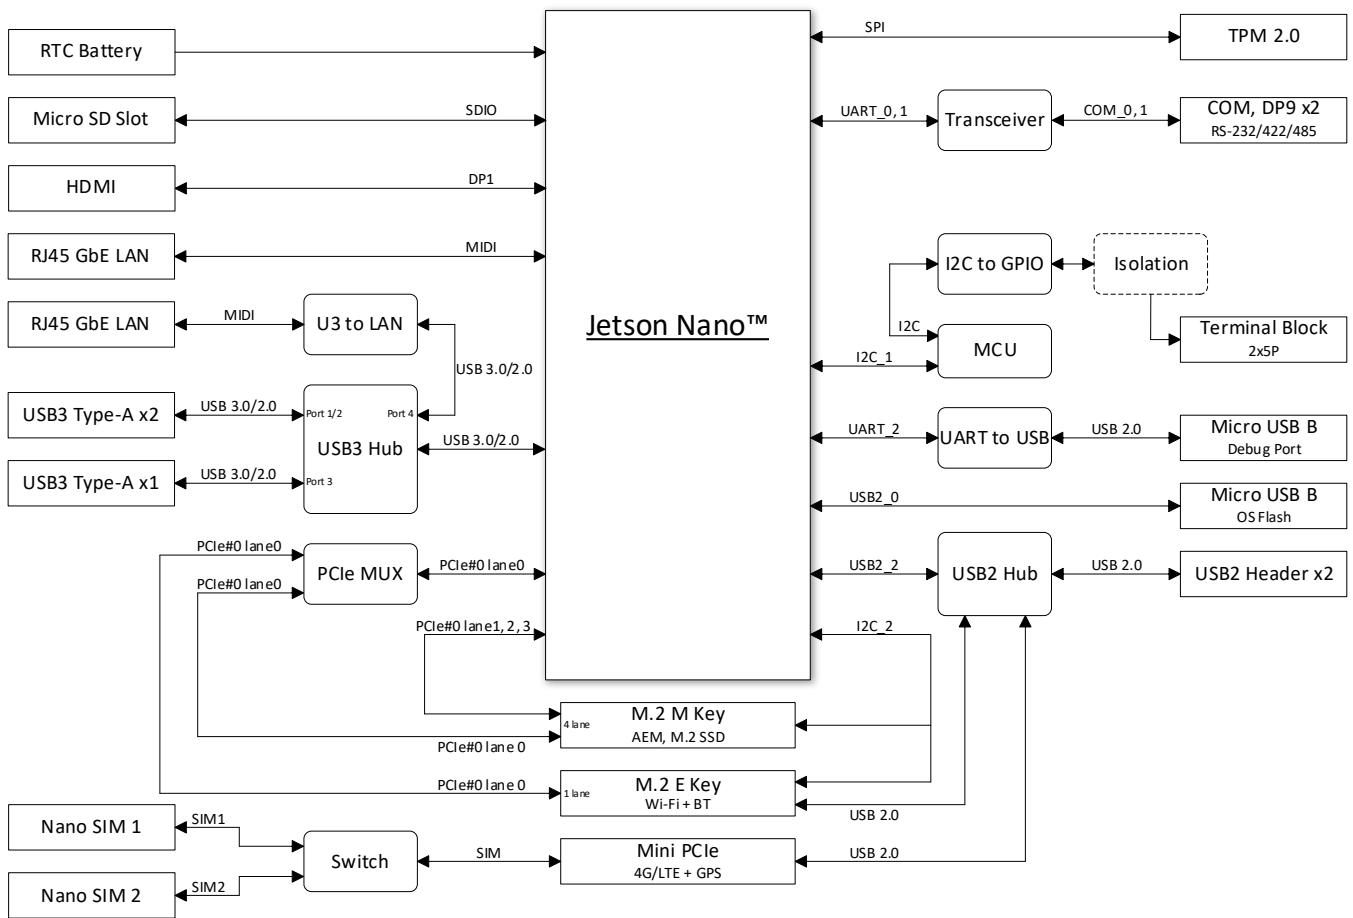 RTC Battery
SPI
TPM 2.0
Micro SD Slot
SDIO
UART_0, 1
Transceiver
COM_0, 1
COM, DP9 x2
RS-232/422/485
HDMI
DP1
RJ45 GbE LAN
MIDI
I2C to GPIO
Isolation
RJ45 GbE LAN
MIDI
U3 to LAN
USB 3.0/2.0
Jetson Nano™
I2C
MCU
I2C_1
Terminal Block
2x5P
USB3 Type-A x2
USB 3.0/2.0
Port 1/2
Port 4
USB3 Hub
USB 3.0/2.0
UART_2
UART to USB
USB 2.0
Micro USB B
Debug Port
USB3 Type-A x1
USB 3.0/2.0
Port 3
USB2_0
Micro USB B
OS Flash
PCIe#0 lane0
PCIe#0 lane0
PCIe MUX
PCIe#0 lane0
USB2_2
USB2 Hub
USB 2.0
USB2 Header x2
PCIe#0 lane1, 2, 3
I2C_2
4 lane
M.2 M Key
AEM, M.2 SSD
PCIe#0 lane 0
PCIe#0 lane 0
1 lane
M.2 E Key
Wi-Fi + BT
USB 2.0
Nano SIM 1
SIM1
Switch
SIM
Mini PCIe
4G/LTE + GPS
USB 2.0
Nano SIM 2
SIM2